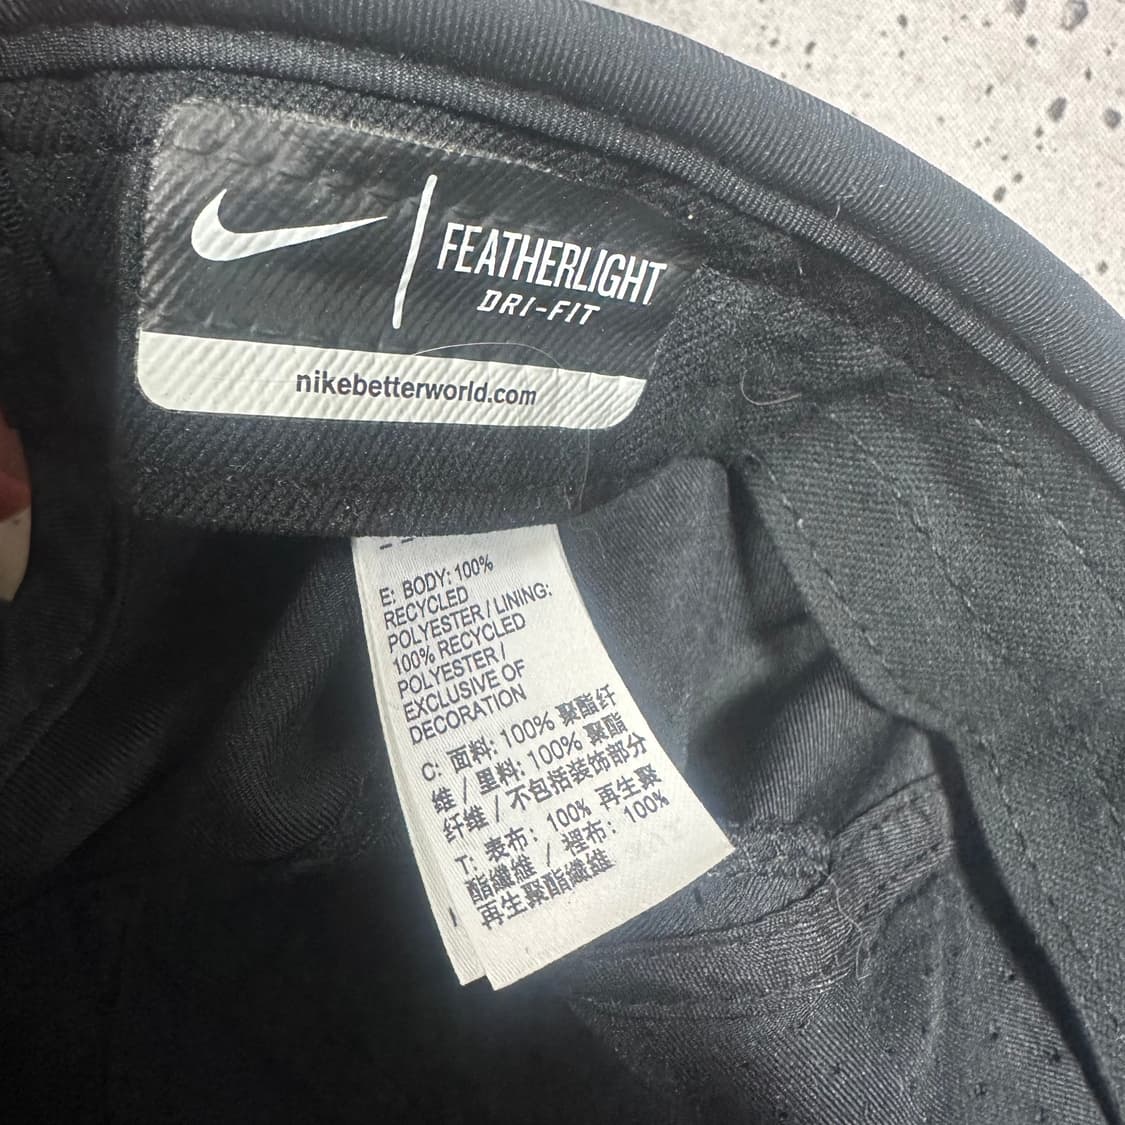 FEATHERLIGHT
DRI-FIT
nikebetterworld.com
E: BODY: 100%
RECYCLED
POLYESTER / LINING:
100% RECYCLED
POLYESTER /
EXCLUSIVE OF
DECORATION
C: 面料: 100% 聚酯纤
维 / 里料: 100% 聚酯
纤维 / 不包括装饰部分
T: 表布: 100% 再生聚
酯纖維 / 裡布: 100%
再生聚酯纖維